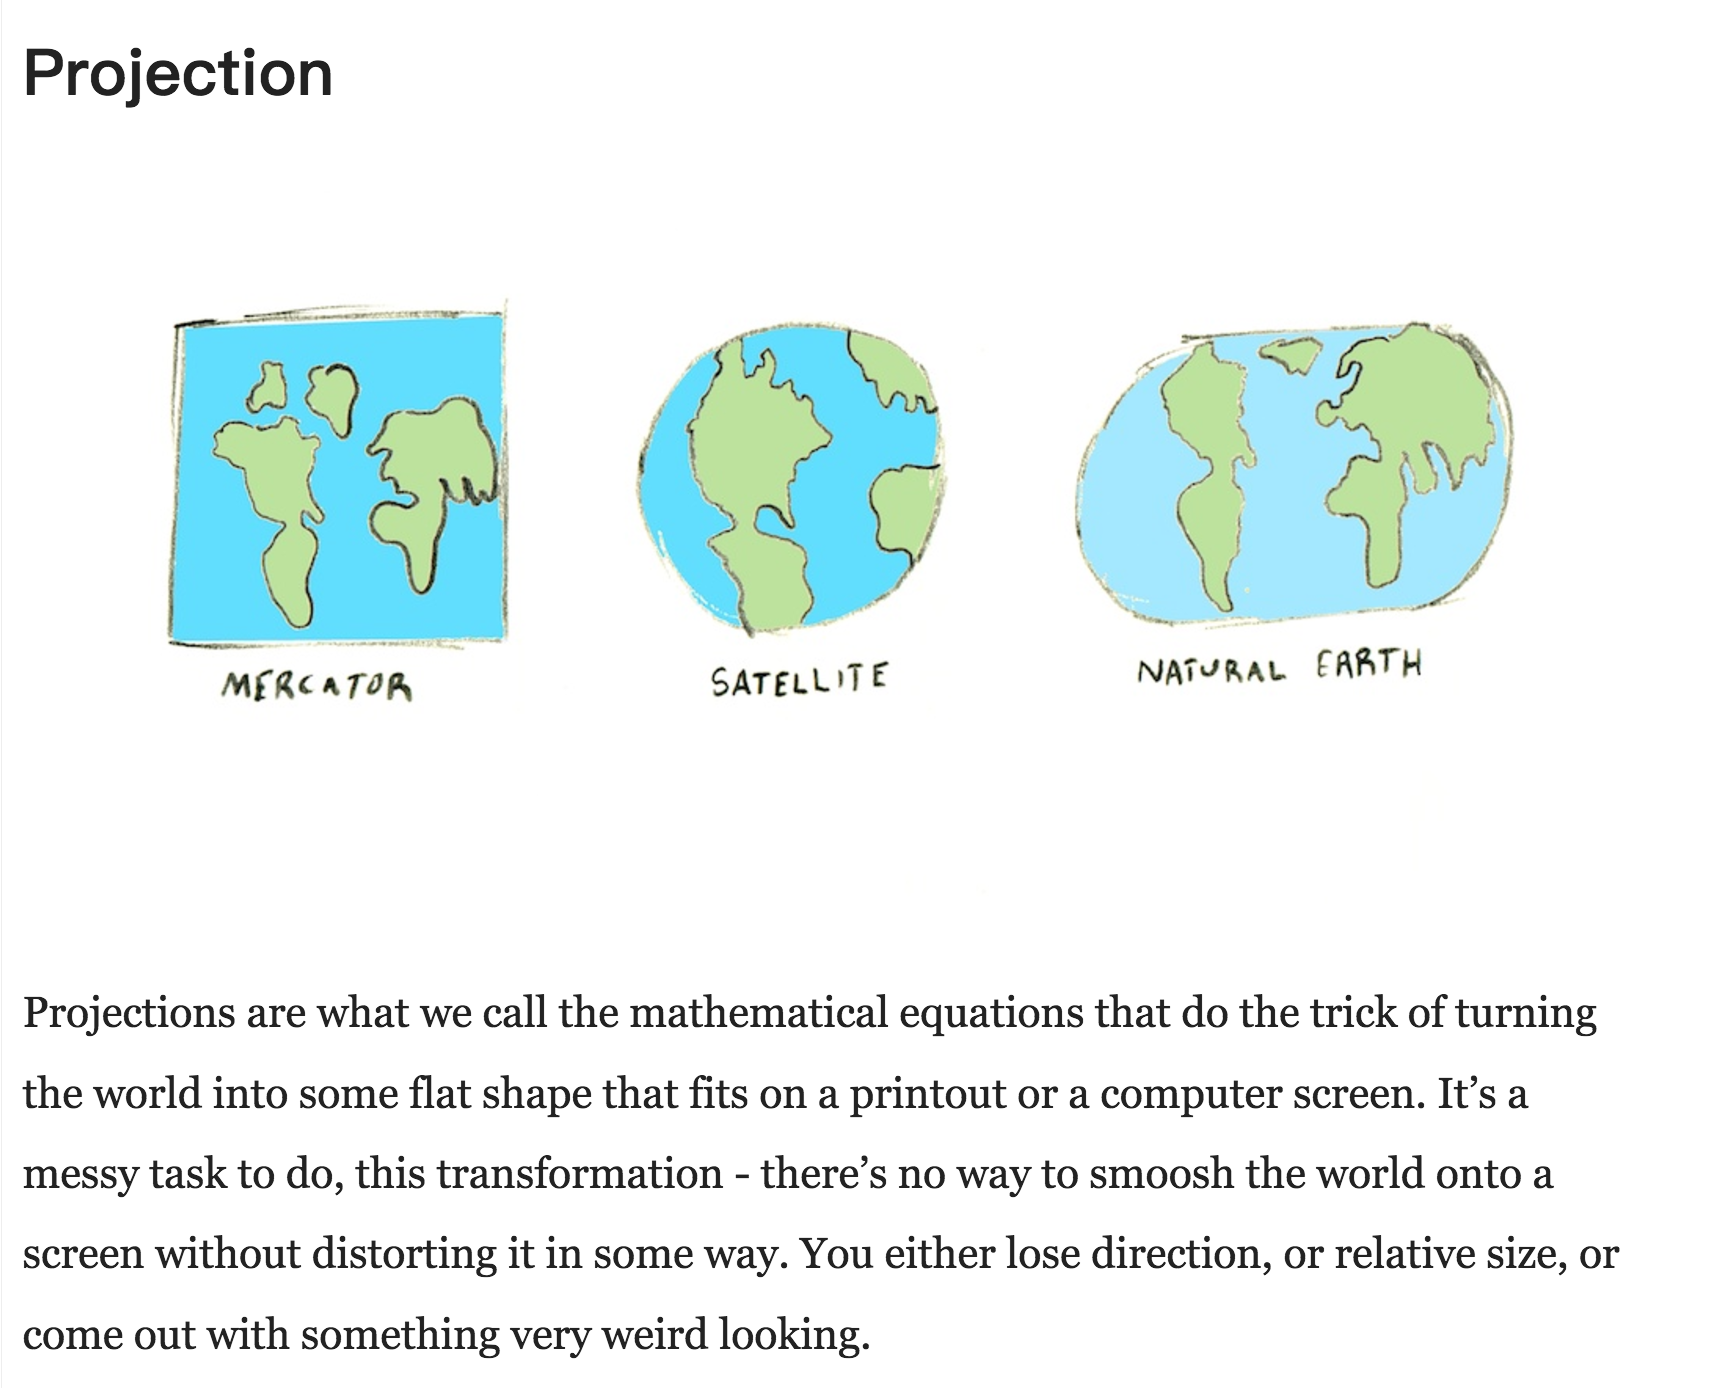 Projection
MERCATOR
SATELLITE
NATURAL EARTH
Projections are what we call the mathematical equations that do the trick of turning
the world into some flat shape that fits on a printout or a computer screen. It’s a
messy task to do, this transformation - there’s no way to smoosh the world onto a
screen without distorting it in some way. You either lose direction, or relative size, or
come out with something very weird looking.